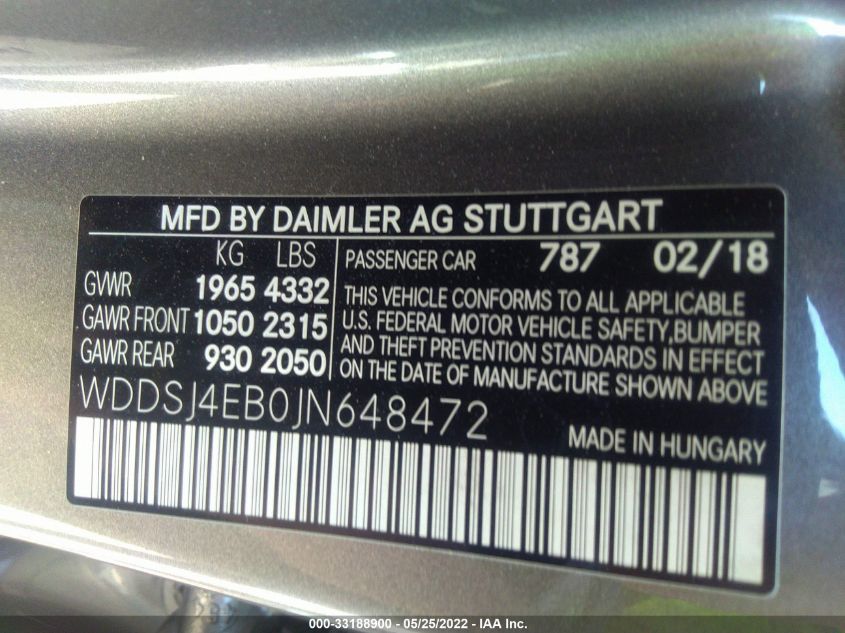 MFD BY DAIMLER AG STUTTGART
KG LBS
GVWR 1965 4332
GAWR FRONT 1050 2315
GAWR REAR 930 2050
PASSENGER CAR 787 02/18
THIS VEHICLE CONFORMS TO ALL APPLICABLE
U.S. FEDERAL MOTOR VEHICLE SAFETY,BUMPER
AND THEFT PREVENTION STANDARDS IN EFFECT
ON THE DATE OF MANUFACTURE SHOWN ABOVE
WDDSJ4EB0JN648472
MADE IN HUNGARY
000-33188900 - 05/25/2022 - IAA Inc.